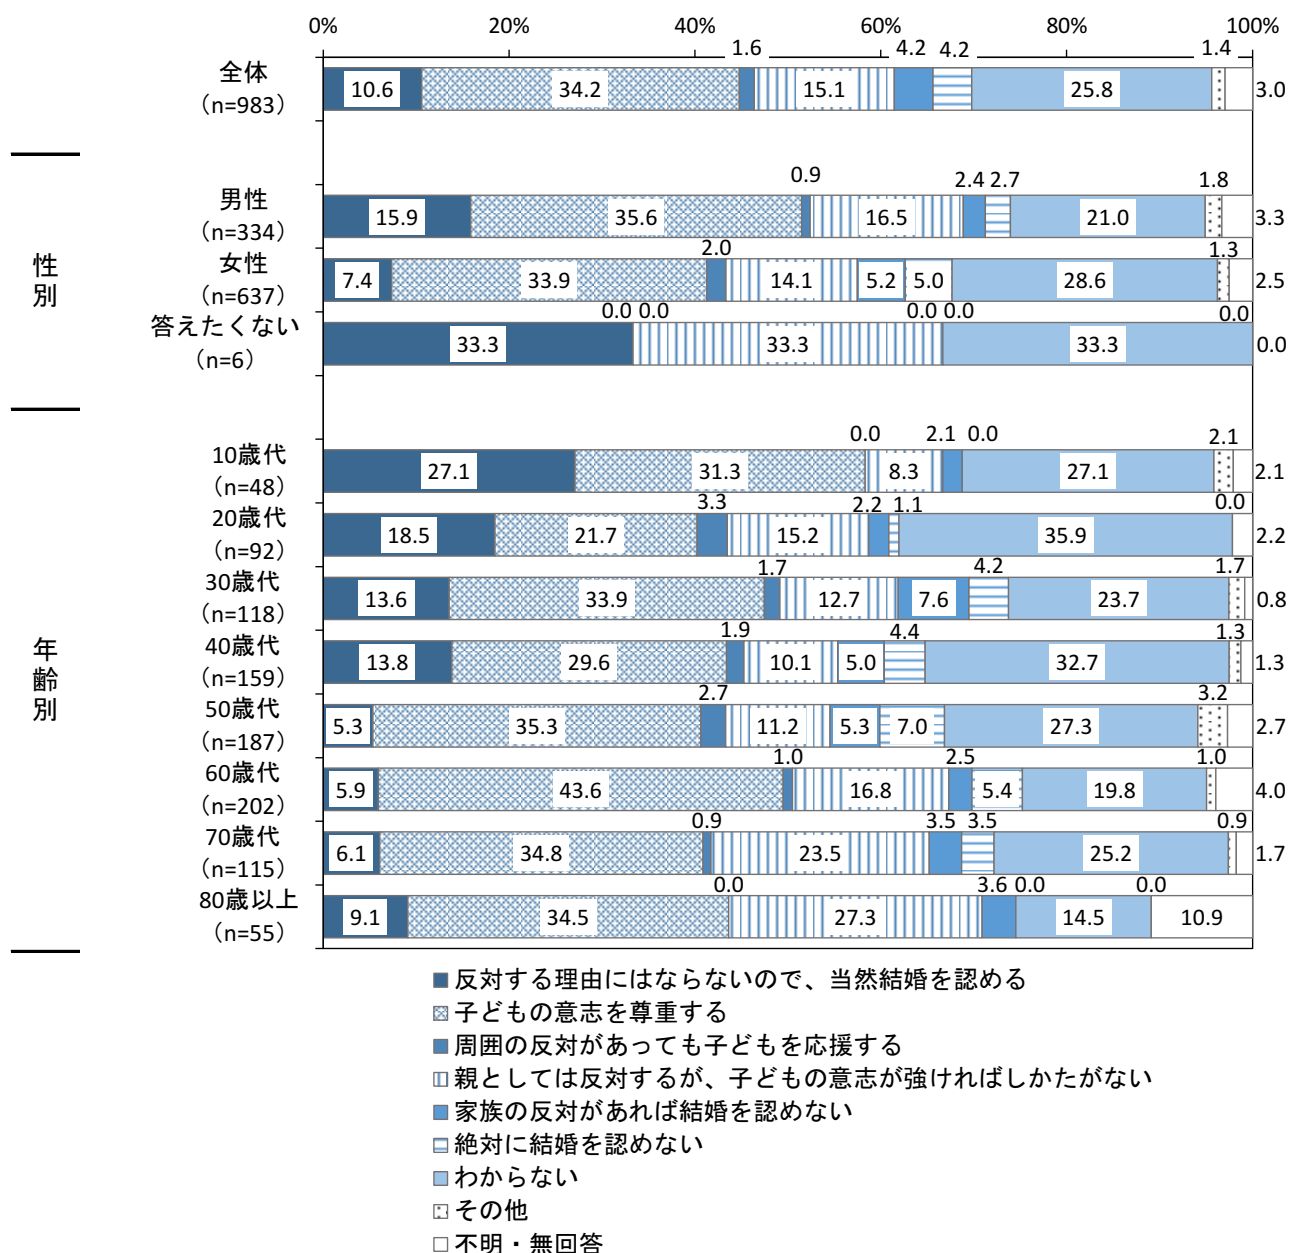 0% 20% 40% 60% 80% 100%
1.6 4.2 4.2 1.4
全体
(n=983)
10.6 34.2 15.1 25.8 3.0
0.9 2.4 2.7 1.8
男性
(n=334)
15.9 35.6 16.5 21.0 3.3
2.0 1.3
女性
(n=637)
7.4 33.9 14.1 5.2 5.0 28.6 2.5
0.0 0.0 0.0 0.0 0.0
答えたくない
(n=6)
33.3 33.3 33.3 0.0
性別
0.0 2.1 0.0 2.1
10歳代
(n=48)
27.1 31.3 8.3 27.1 2.1
3.3 2.2 1.1 0.0
20歳代
(n=92)
18.5 21.7 15.2 35.9 2.2
1.7 4.2 1.7
30歳代
(n=118)
13.6 33.9 12.7 7.6 23.7 0.8
1.9 4.4 1.3
40歳代
(n=159)
13.8 29.6 10.1 5.0 32.7 1.3
2.7 3.2
50歳代
(n=187)
5.3 35.3 11.2 5.3 7.0 27.3 2.7
1.0 2.5 1.0
60歳代
(n=202)
5.9 43.6 16.8 5.4 19.8 4.0
0.9 3.5 3.5 0.9
70歳代
(n=115)
6.1 34.8 23.5 25.2 1.7
0.0 3.6 0.0 0.0
80歳以上
(n=55)
9.1 34.5 27.3 14.5 10.9
年齢別
反対する理由にはならないので、当然結婚を認める
子どもの意志を尊重する
周囲の反対があっても子どもを応援する
親としては反対するが、子どもの意志が強ければしかたがない
家族の反対があれば結婚を認めない
絶対に結婚を認めない
わからない
その他
不明・無回答